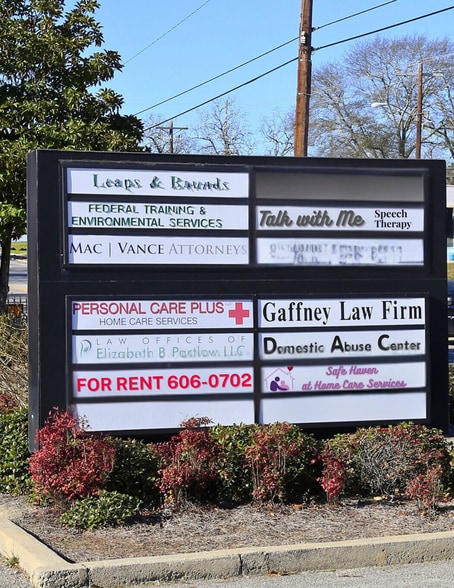 Leaps & Bounds
FEDERAL TRAINING &
ENVIRONMENTAL SERVICES
MAC | VANCE ATTORNEYS
Talk with Me Speech
Therapy
PERSONAL CARE PLUS
HOME CARE SERVICES
LAW OFFICES OF
Elizabeth B. LLC
FOR RENT 606-0702
Gaffney Law Firm
Domestic Abuse Center
Safe Haven
at Home Care Services